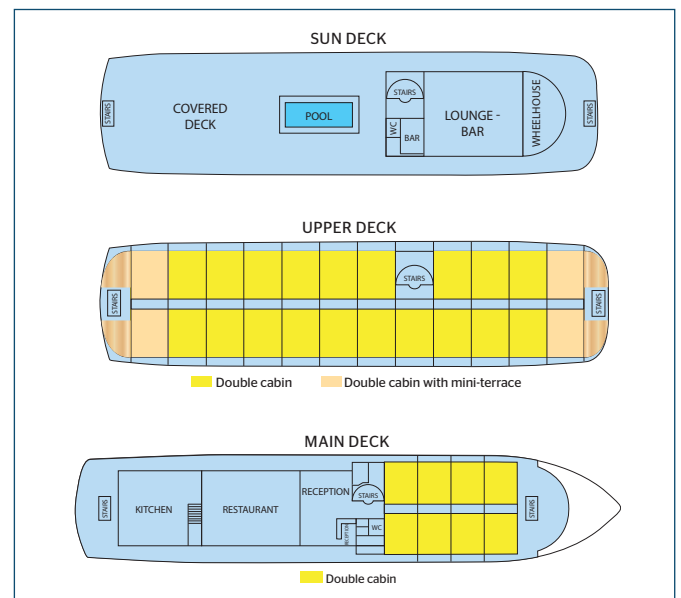 SUN DECK
STAIRS
COVERED
DECK
POOL
STAIRS
WC
BAR
LOUNGE -
BAR
WHEELHOUSE
STAIRS
UPPER DECK
STAIRS
STAIRS
STAIRS
Double cabin
Double cabin with mini-terrace
MAIN DECK
STAIRS
KITCHEN
RESTAURANT
RECEPTION
STAIRS
RECEPTION
WC
STAIRS
Double cabin